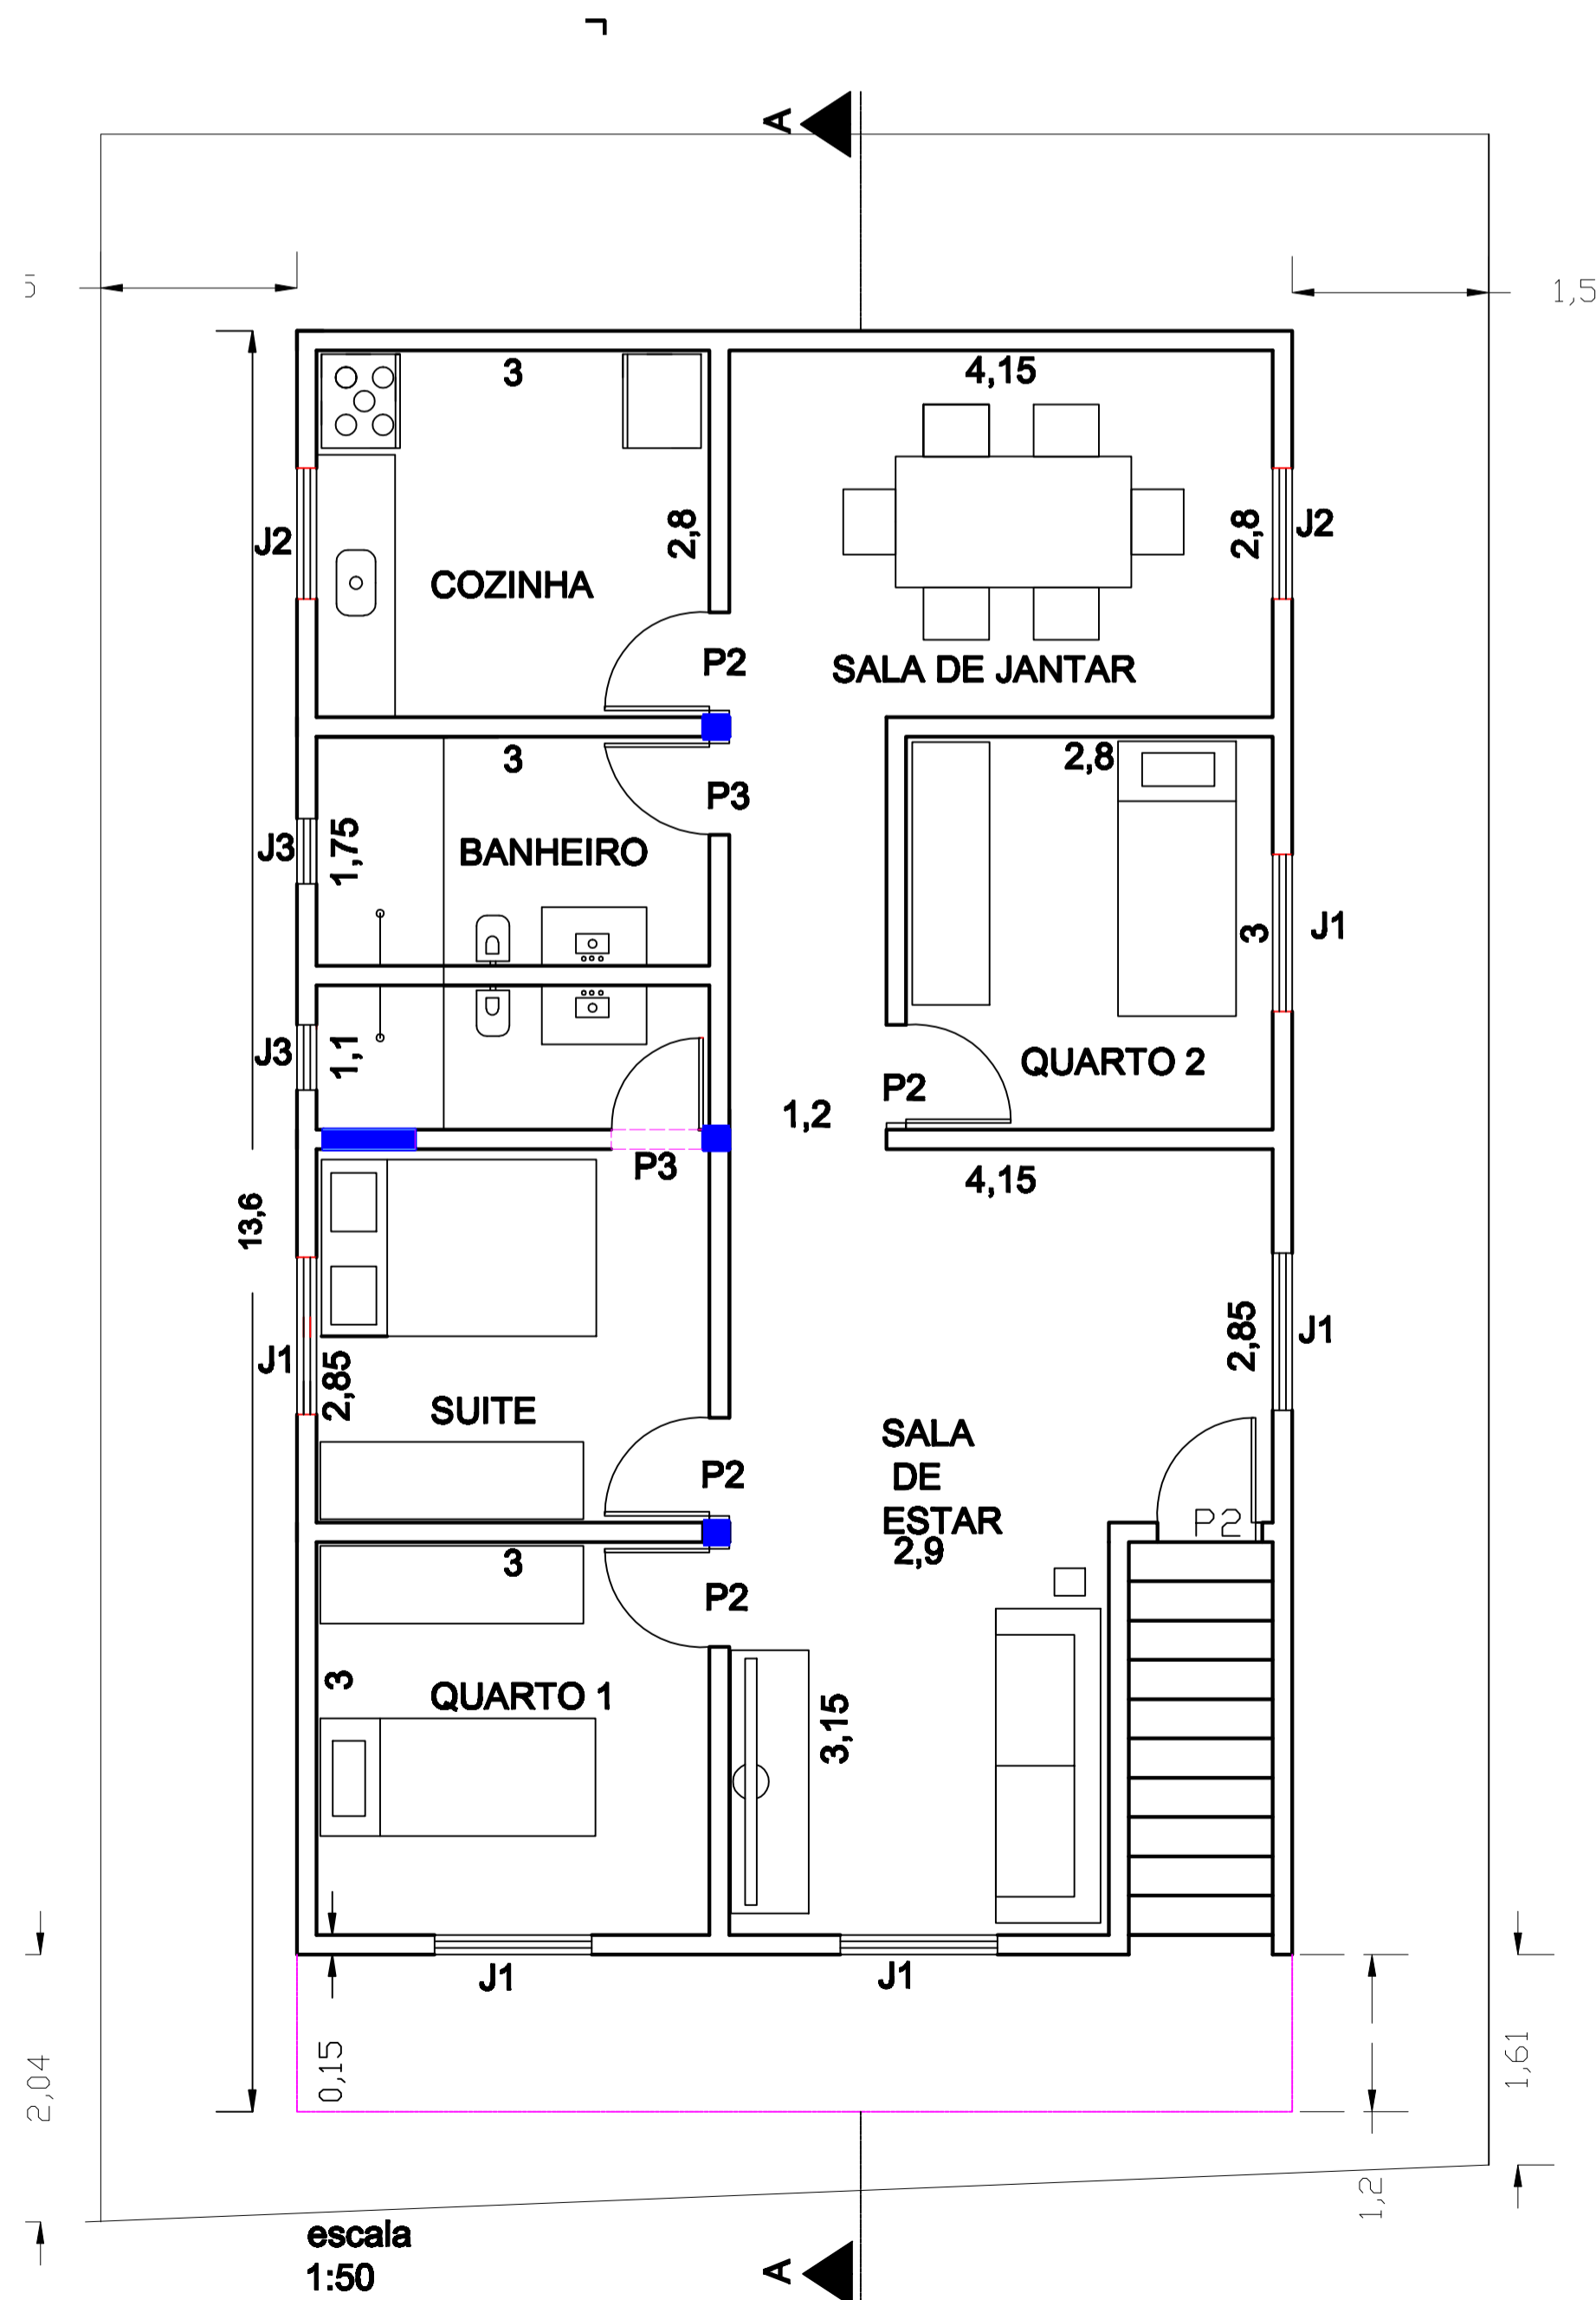 A
1,5
3
4,15
J2
2,8
2,8
J2
COZINHA
P2
SALA DE JANTAR
3
2,8
P3
J3
1,75
BANHEIRO
3
J1
J3
1,1
QUARTO 2
P2
1,2
P3
4,15
13,6
J1
2,85
2,85
J1
SUITE
SALA
DE
ESTAR
2,9
P2
P2
3
P2
3
QUARTO 1
3,15
J1
J1
0,15
2,04
1,61
1,2
escala
1:50
A